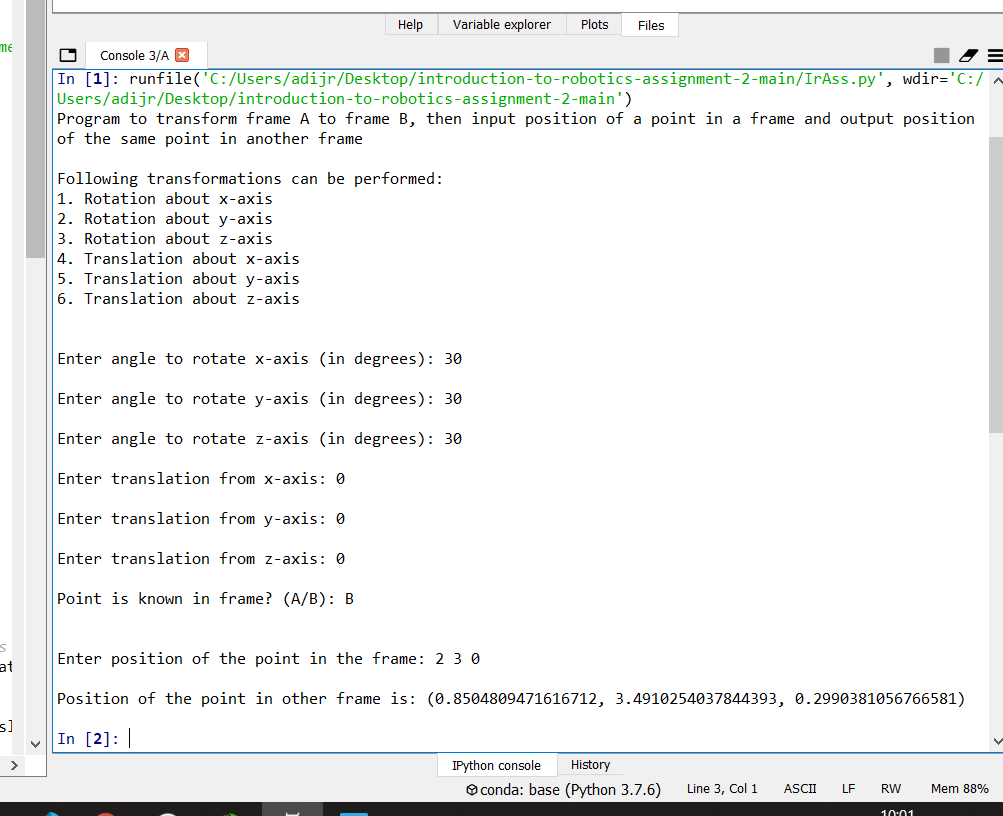 Help Variable explorer Plots Files
Console 3/A
In [1]: runfile('C:/Users/adijr/Desktop/introduction-to-robotics-assignment-2-main/IrAss.py', wdir='C:/
Users/adijr/Desktop/introduction-to-robotics-assignment-2-main')
Program to transform frame A to frame B, then input position of a point in a frame and output position
of the same point in another frame
Following transformations can be performed:
1. Rotation about x-axis
2. Rotation about y-axis
3. Rotation about z-axis
4. Translation about x-axis
5. Translation about y-axis
6. Translation about z-axis
Enter angle to rotate x-axis (in degrees): 30
Enter angle to rotate y-axis (in degrees): 30
Enter angle to rotate z-axis (in degrees): 30
Enter translation from x-axis: 0
Enter translation from y-axis: 0
Enter translation from z-axis: 0
Point is known in frame? (A/B): B
Enter position of the point in the frame: 2 3 0
Position of the point in other frame is: (0.8504809471616712, 3.4910254037844393, 0.2990381056766581)
In [2]:
IPython console History
conda: base (Python 3.7.6) Line 3, Col 1 ASCII LF RW Mem 88%